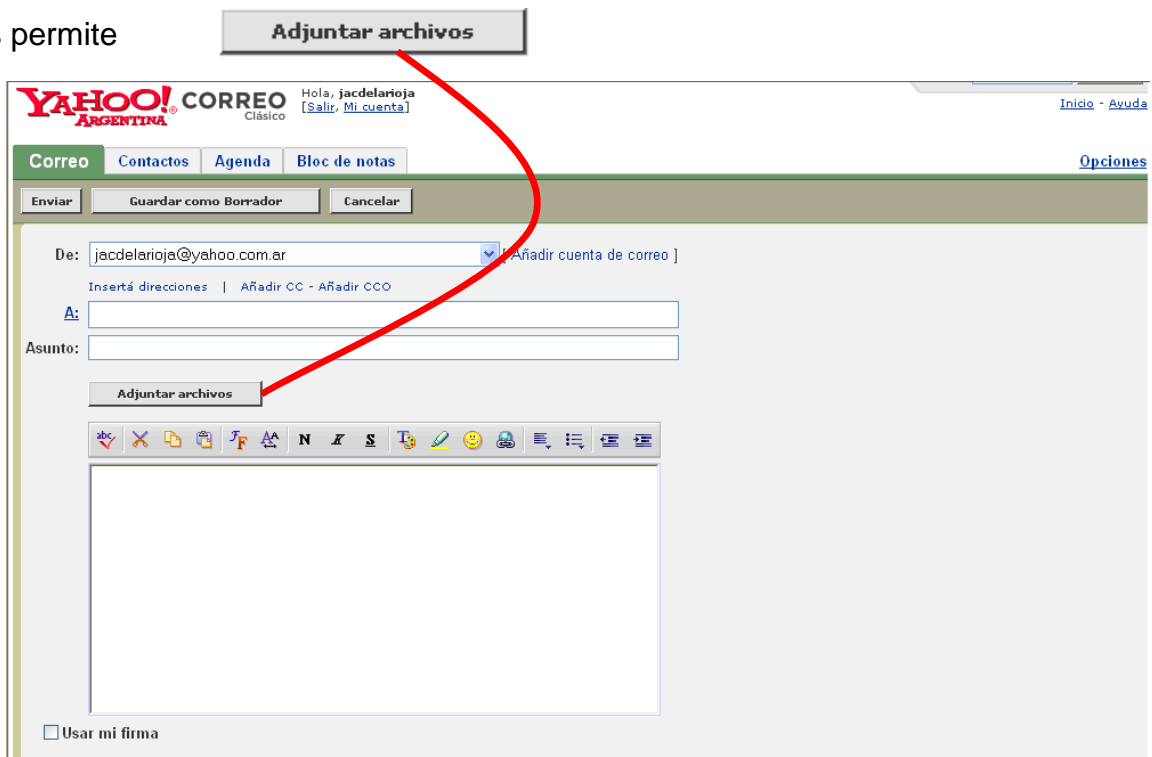 s permite
Adjuntar archivos
YAHOO!® CORREO
ARGENTINA
Clásico
Hola, jacdelarioja
[Salir, Mi cuenta]
Inicio - Ayuda
Correo Contactos Agenda Bloc de notas Opciones
Enviar Guardar como Borrador Cancelar
De: jacdelarioja@yahoo.com.ar [ Añadir cuenta de correo ]
Insertá direcciones | Añadir CC - Añadir CCO
A:
Asunto:
Adjuntar archivos
abc F F A A N K S T
Usar mi firma